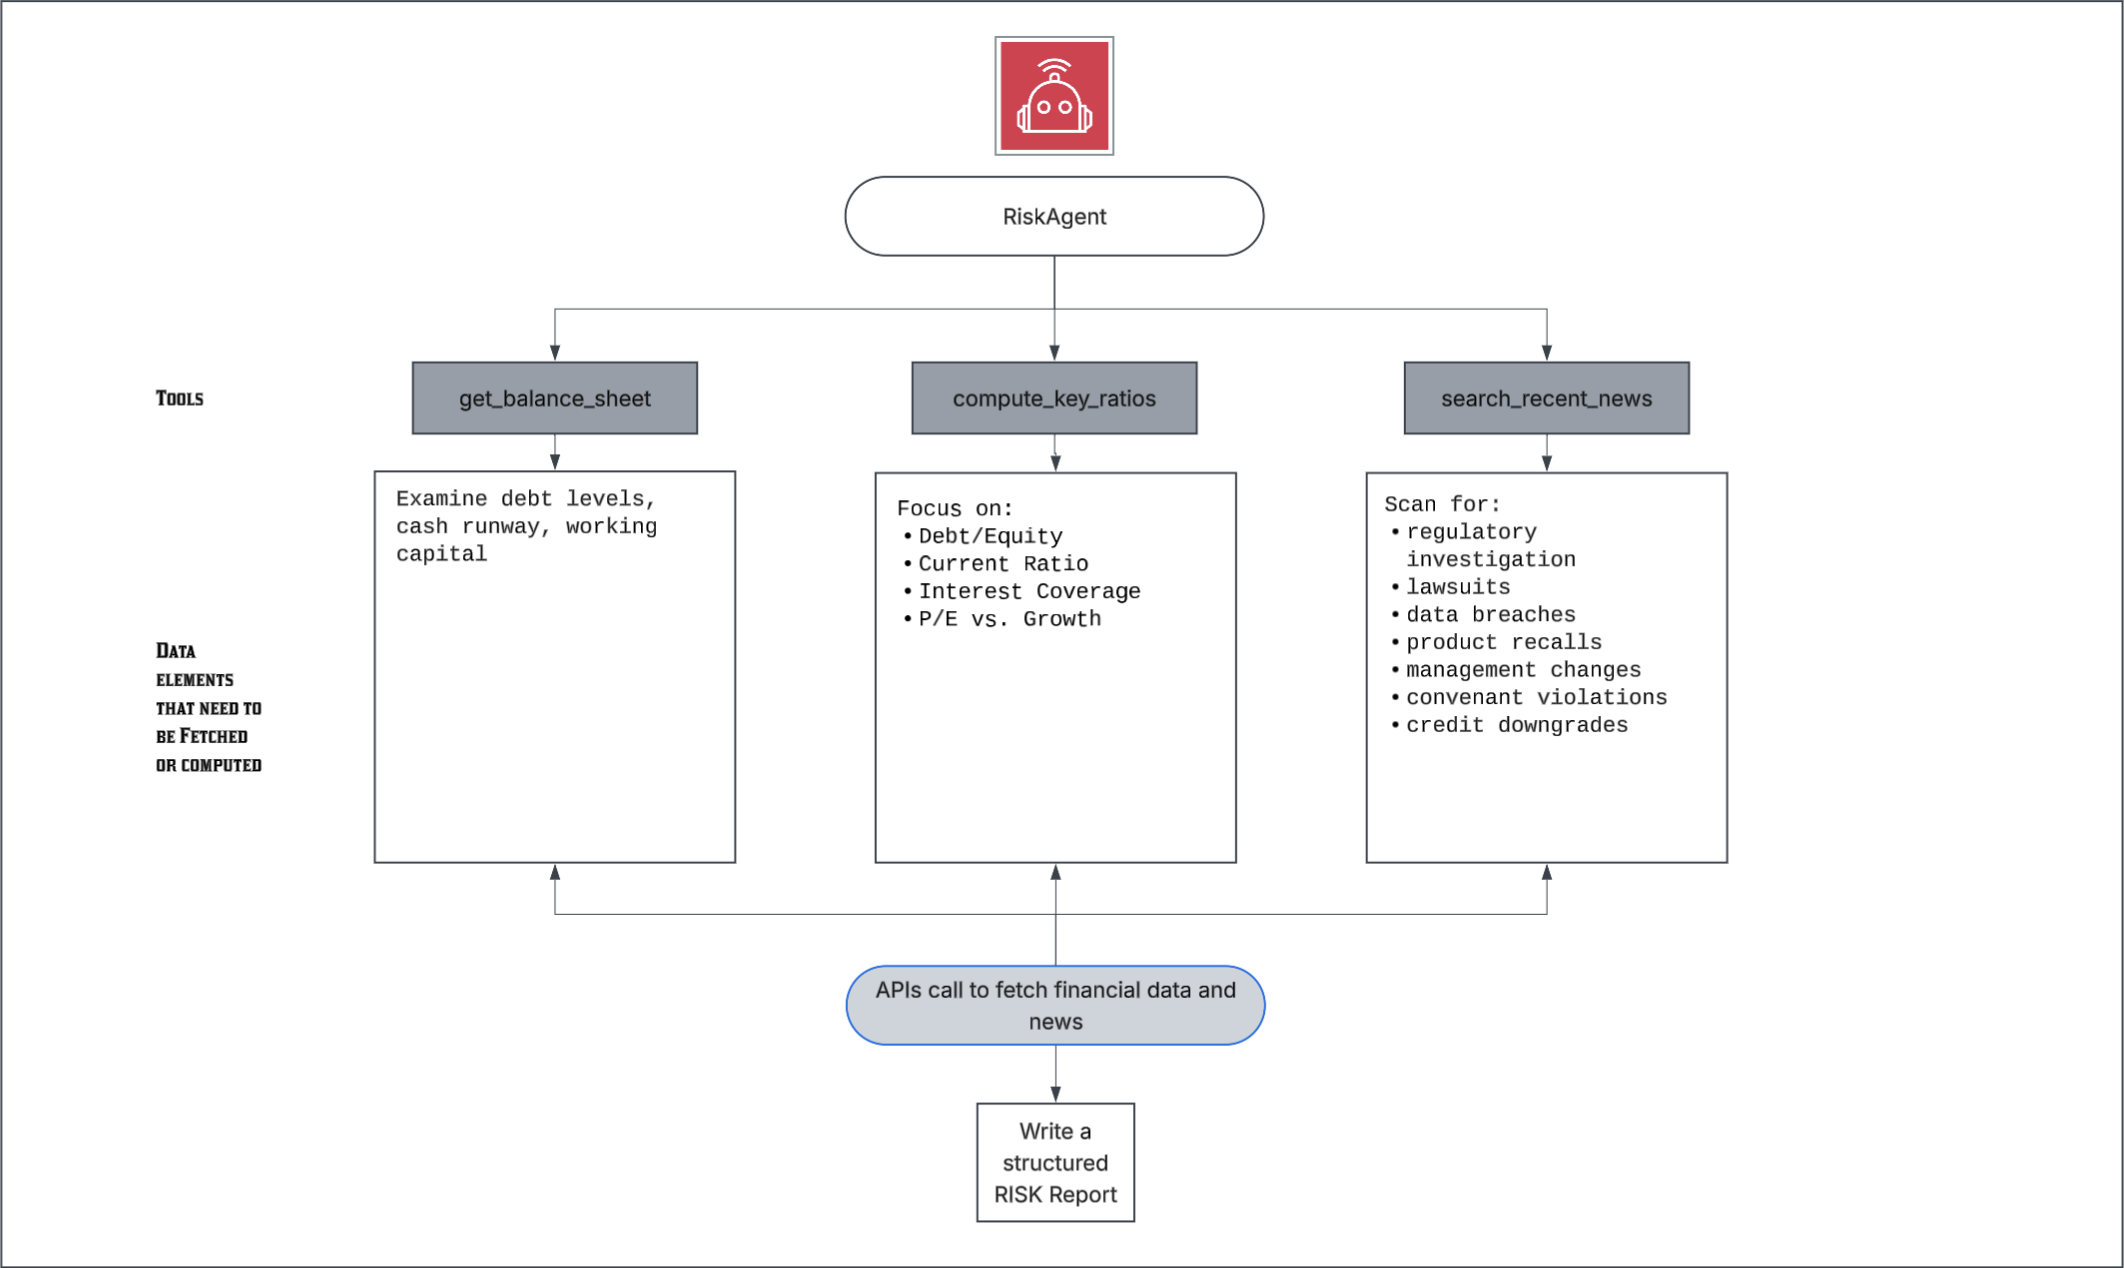 RiskAgent
Tools
get_balance_sheet
compute_key_ratios
search_recent_news
Data
elements
that need to
be Fetched
or computed
Examine debt levels,
cash runway, working
capital
Focus on:
• Debt/Equity
• Current Ratio
• Interest Coverage
• P/E vs. Growth
Scan for:
• regulatory
investigation
• lawsuits
• data breaches
• product recalls
• management changes
• convenant violations
• credit downgrades
APIs call to fetch financial data and
news
Write a
structured
RISK Report